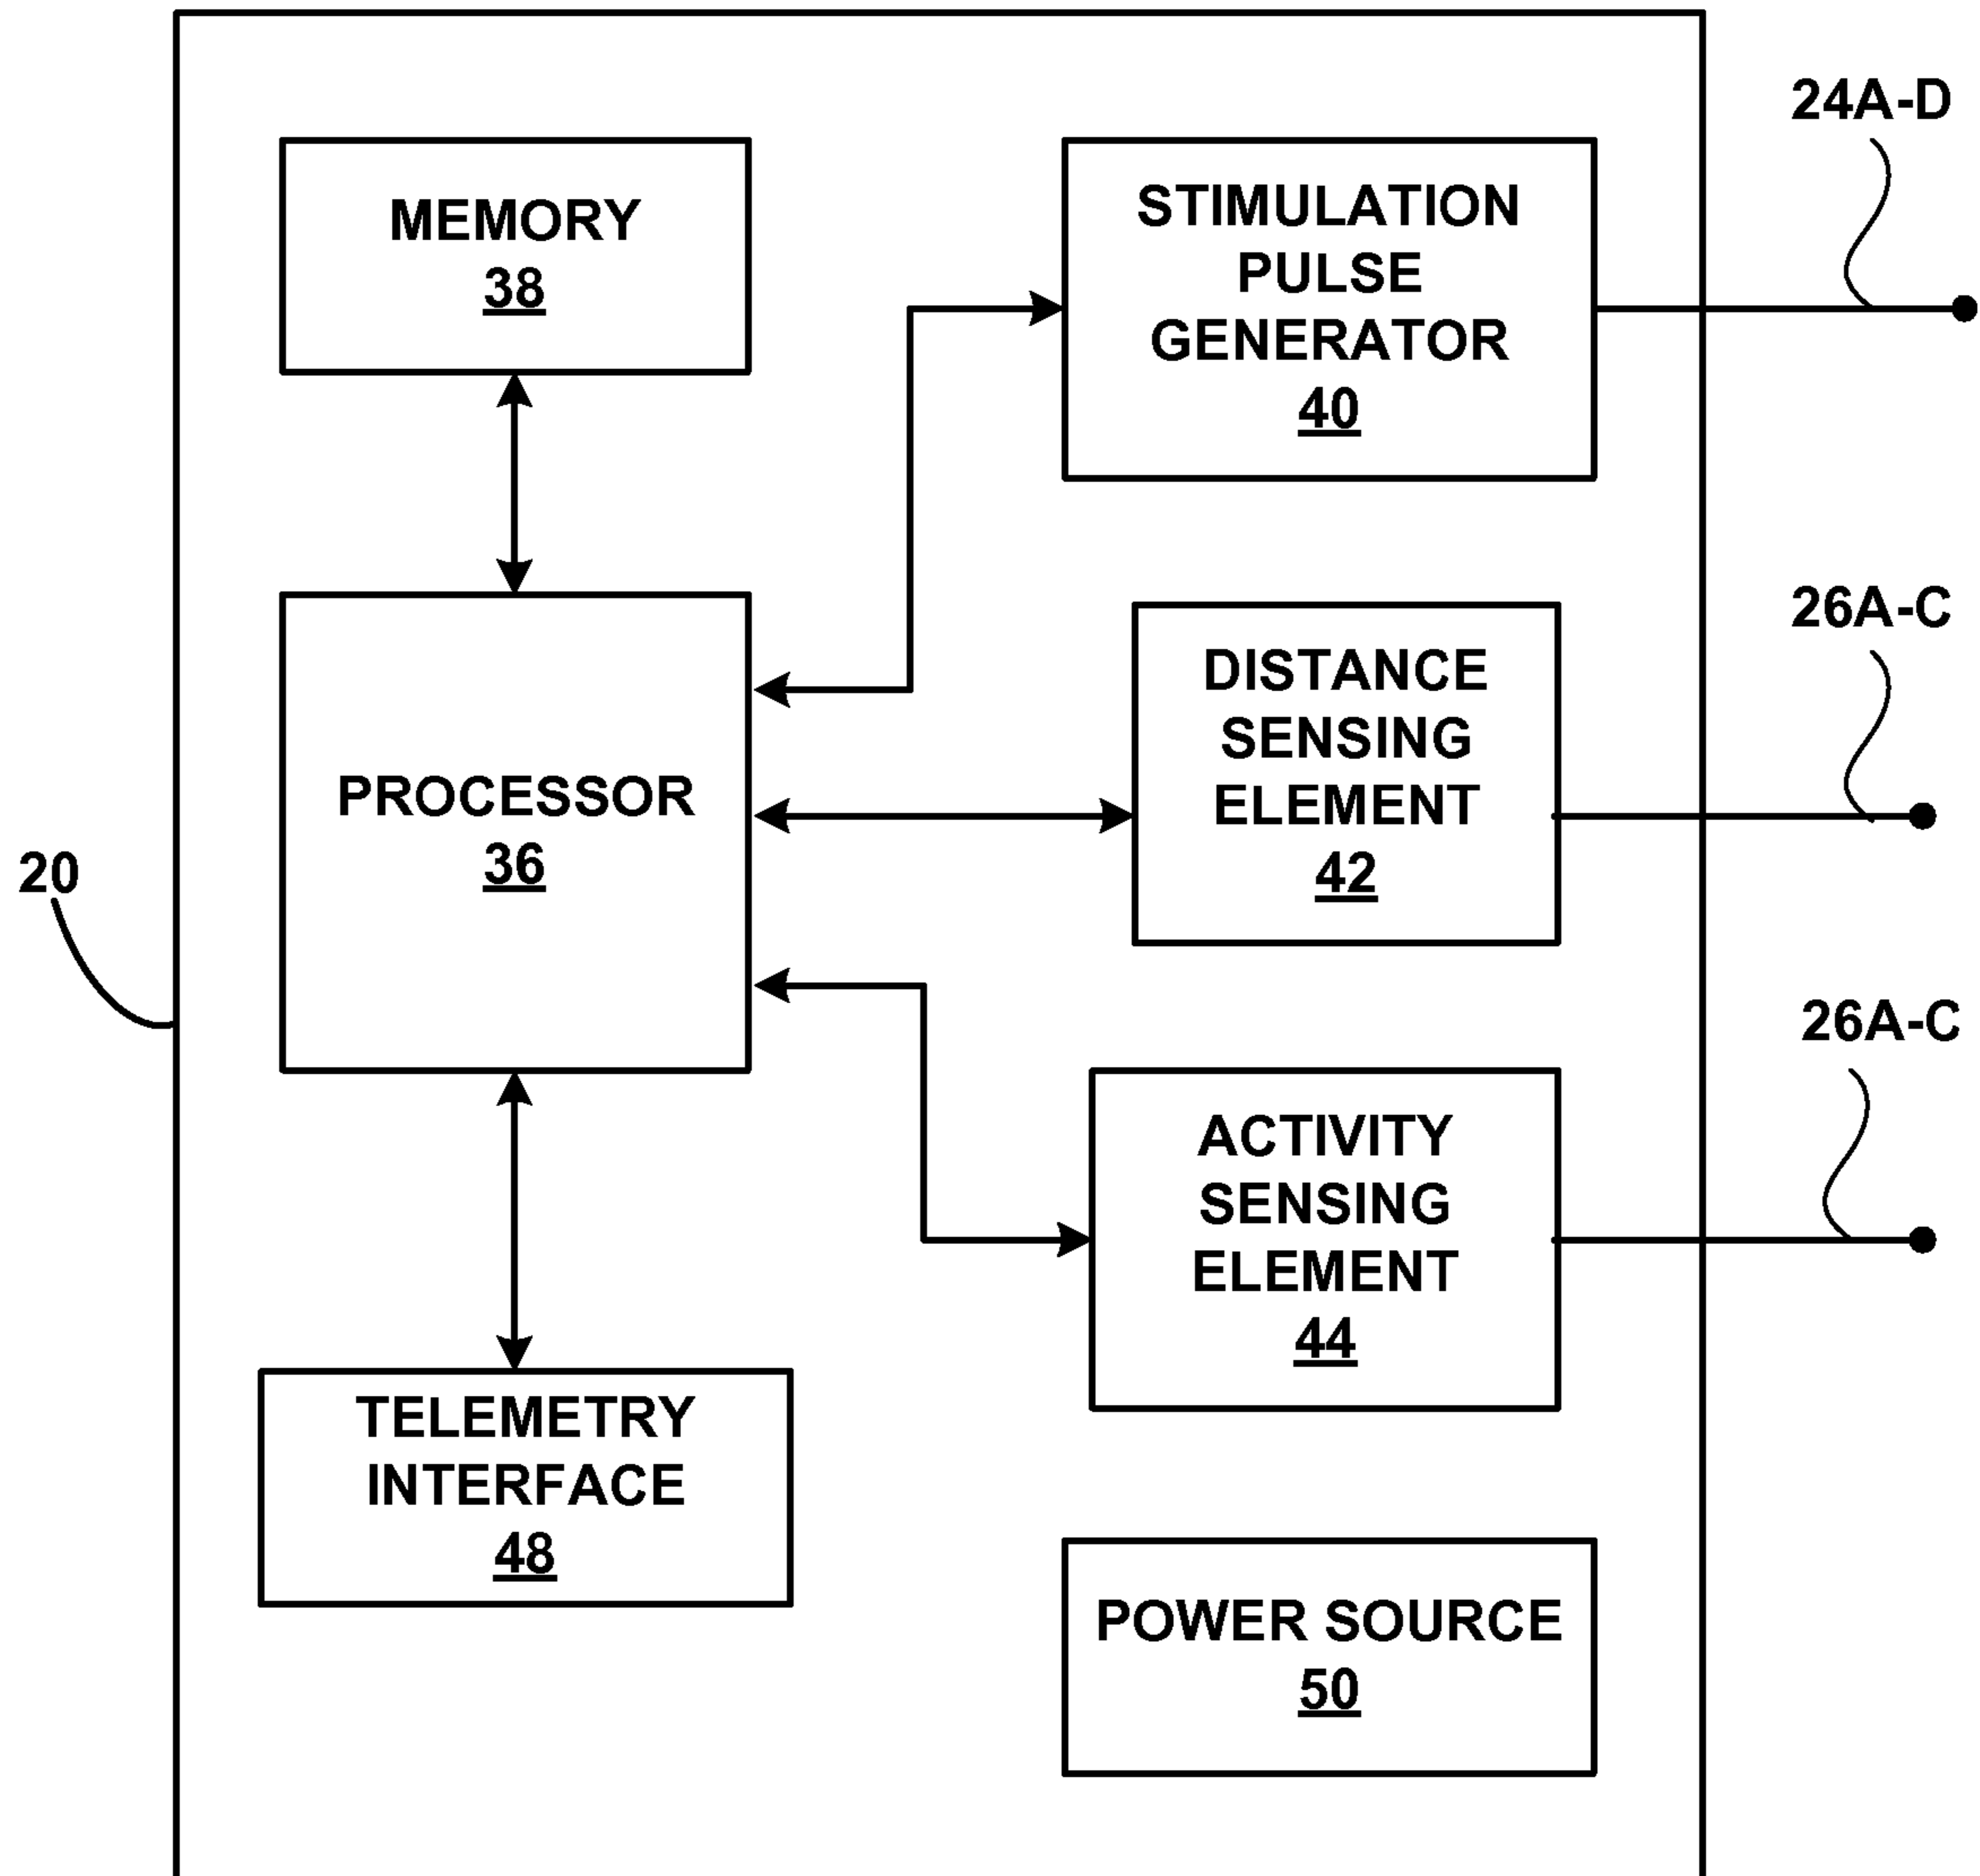 24A-D
MEMORY
38
STIMULATION
PULSE
GENERATOR
40
26A-C
DISTANCE
SENSING
ELEMENT
42
PROCESSOR
36
20
26A-C
ACTIVITY
SENSING
ELEMENT
44
TELEMETRY
INTERFACE
48
POWER SOURCE
50